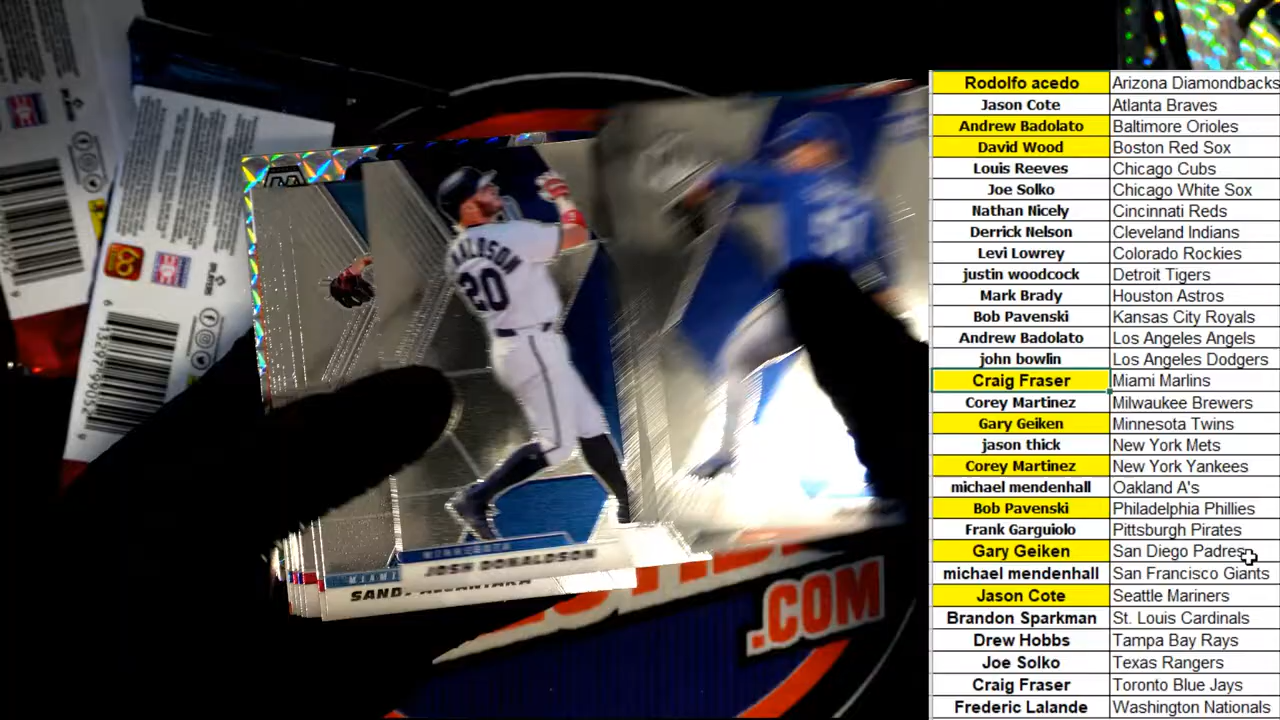 Rodolfo acedo Arizona Diamondbacks
Jason Cote Atlanta Braves
Andrew Badolato Baltimore Orioles
David Wood Boston Red Sox
Louis Reeves Chicago Cubs
Joe Solko Chicago White Sox
Nathan Nicely Cincinnati Reds
Derrick Nelson Cleveland Indians
Levi Lowrey Colorado Rockies
justin woodcock Detroit Tigers
Mark Brady Houston Astros
Bob Pavenski Kansas City Royals
Andrew Badolato Los Angeles Angels
john bowlin Los Angeles Dodgers
Craig Fraser Miami Marlins
Corey Martinez Milwaukee Brewers
Gary Geiken Minnesota Twins
jason thick New York Mets
Corey Martinez New York Yankees
michael mendenhall Oakland A's
Bob Pavenski Philadelphia Phillies
Frank Garguiolo Pittsburgh Pirates
Gary Geiken San Diego Padres
michael mendenhall San Francisco Giants
Jason Cote Seattle Mariners
Brandon Sparkman St. Louis Cardinals
Drew Hobbs Tampa Bay Rays
Joe Solko Texas Rangers
Craig Fraser Toronto Blue Jays
Frederic Lalande Washington Nationals
20
MINNESOTA
JOSH DONALDSON
MIAMI
SANDY ALCANTARA
.COM